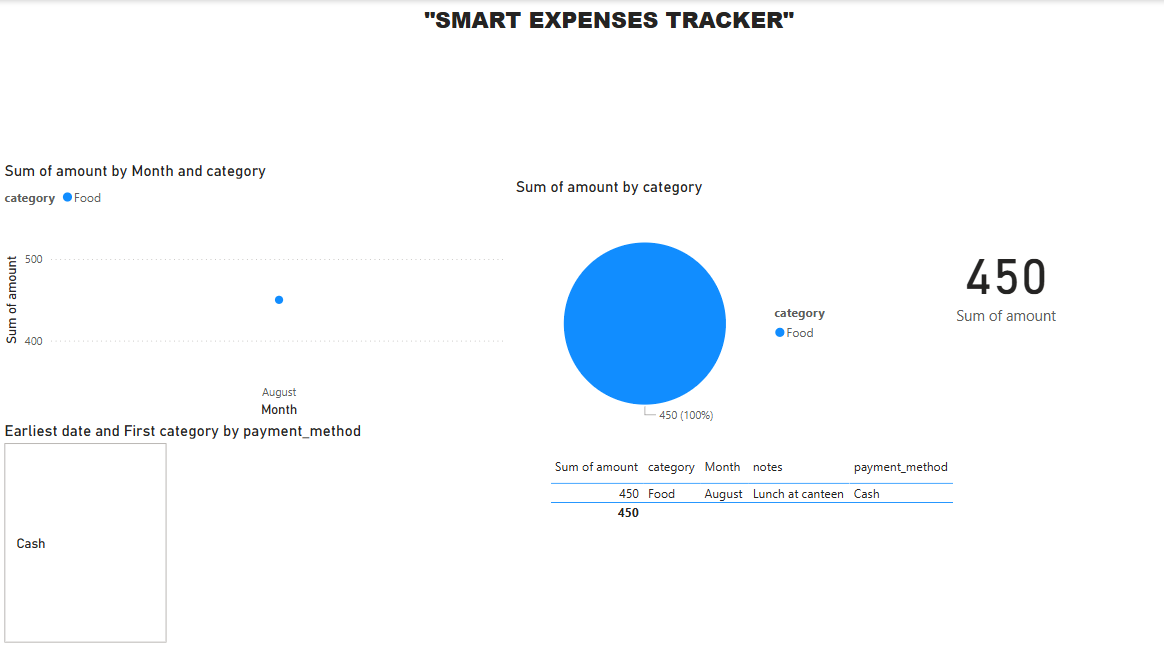 "SMART EXPENSES TRACKER"
Sum of amount by Month and category
category Food
Sum of amount
500
400
August
Month
Sum of amount by category
450 (100%)
category
Food
450
Sum of amount
Earliest date and First category by payment_method
Cash
Sum of amount category Month notes payment_method
450 Food August Lunch at canteen Cash
450